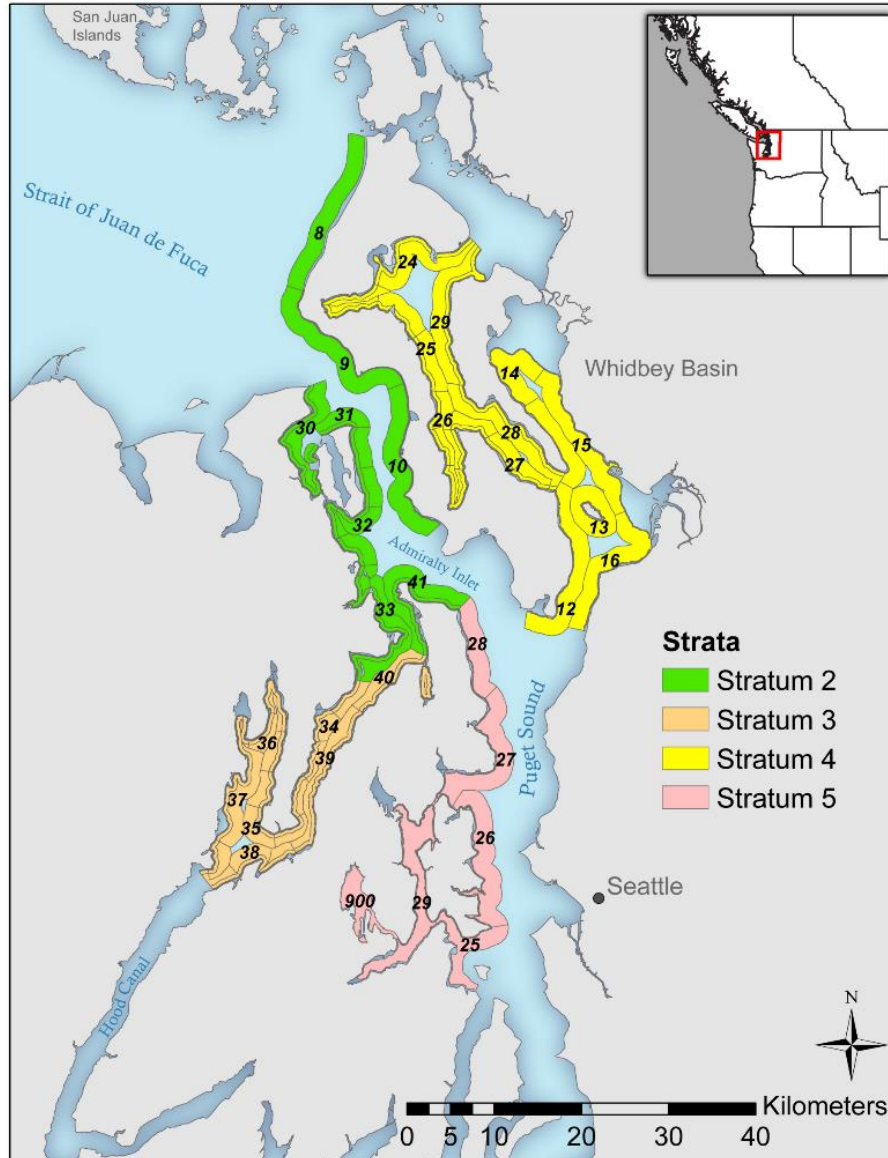 San Juan
Islands
Strait of Juan de Fuca
8
24
29
25
9
14
Whidbey Basin
31
30
26
28
15
10
27
32
13
16
Admiralty Inlet
41
12
33
28
Strata
40
Stratum 2
Stratum 3
Stratum 4
Stratum 5
34
36
39
27
Puget Sound
37
35
26
38
Seattle
900
29
25
Hood Canal
N
Kilometers
0 5 10 20 30 40